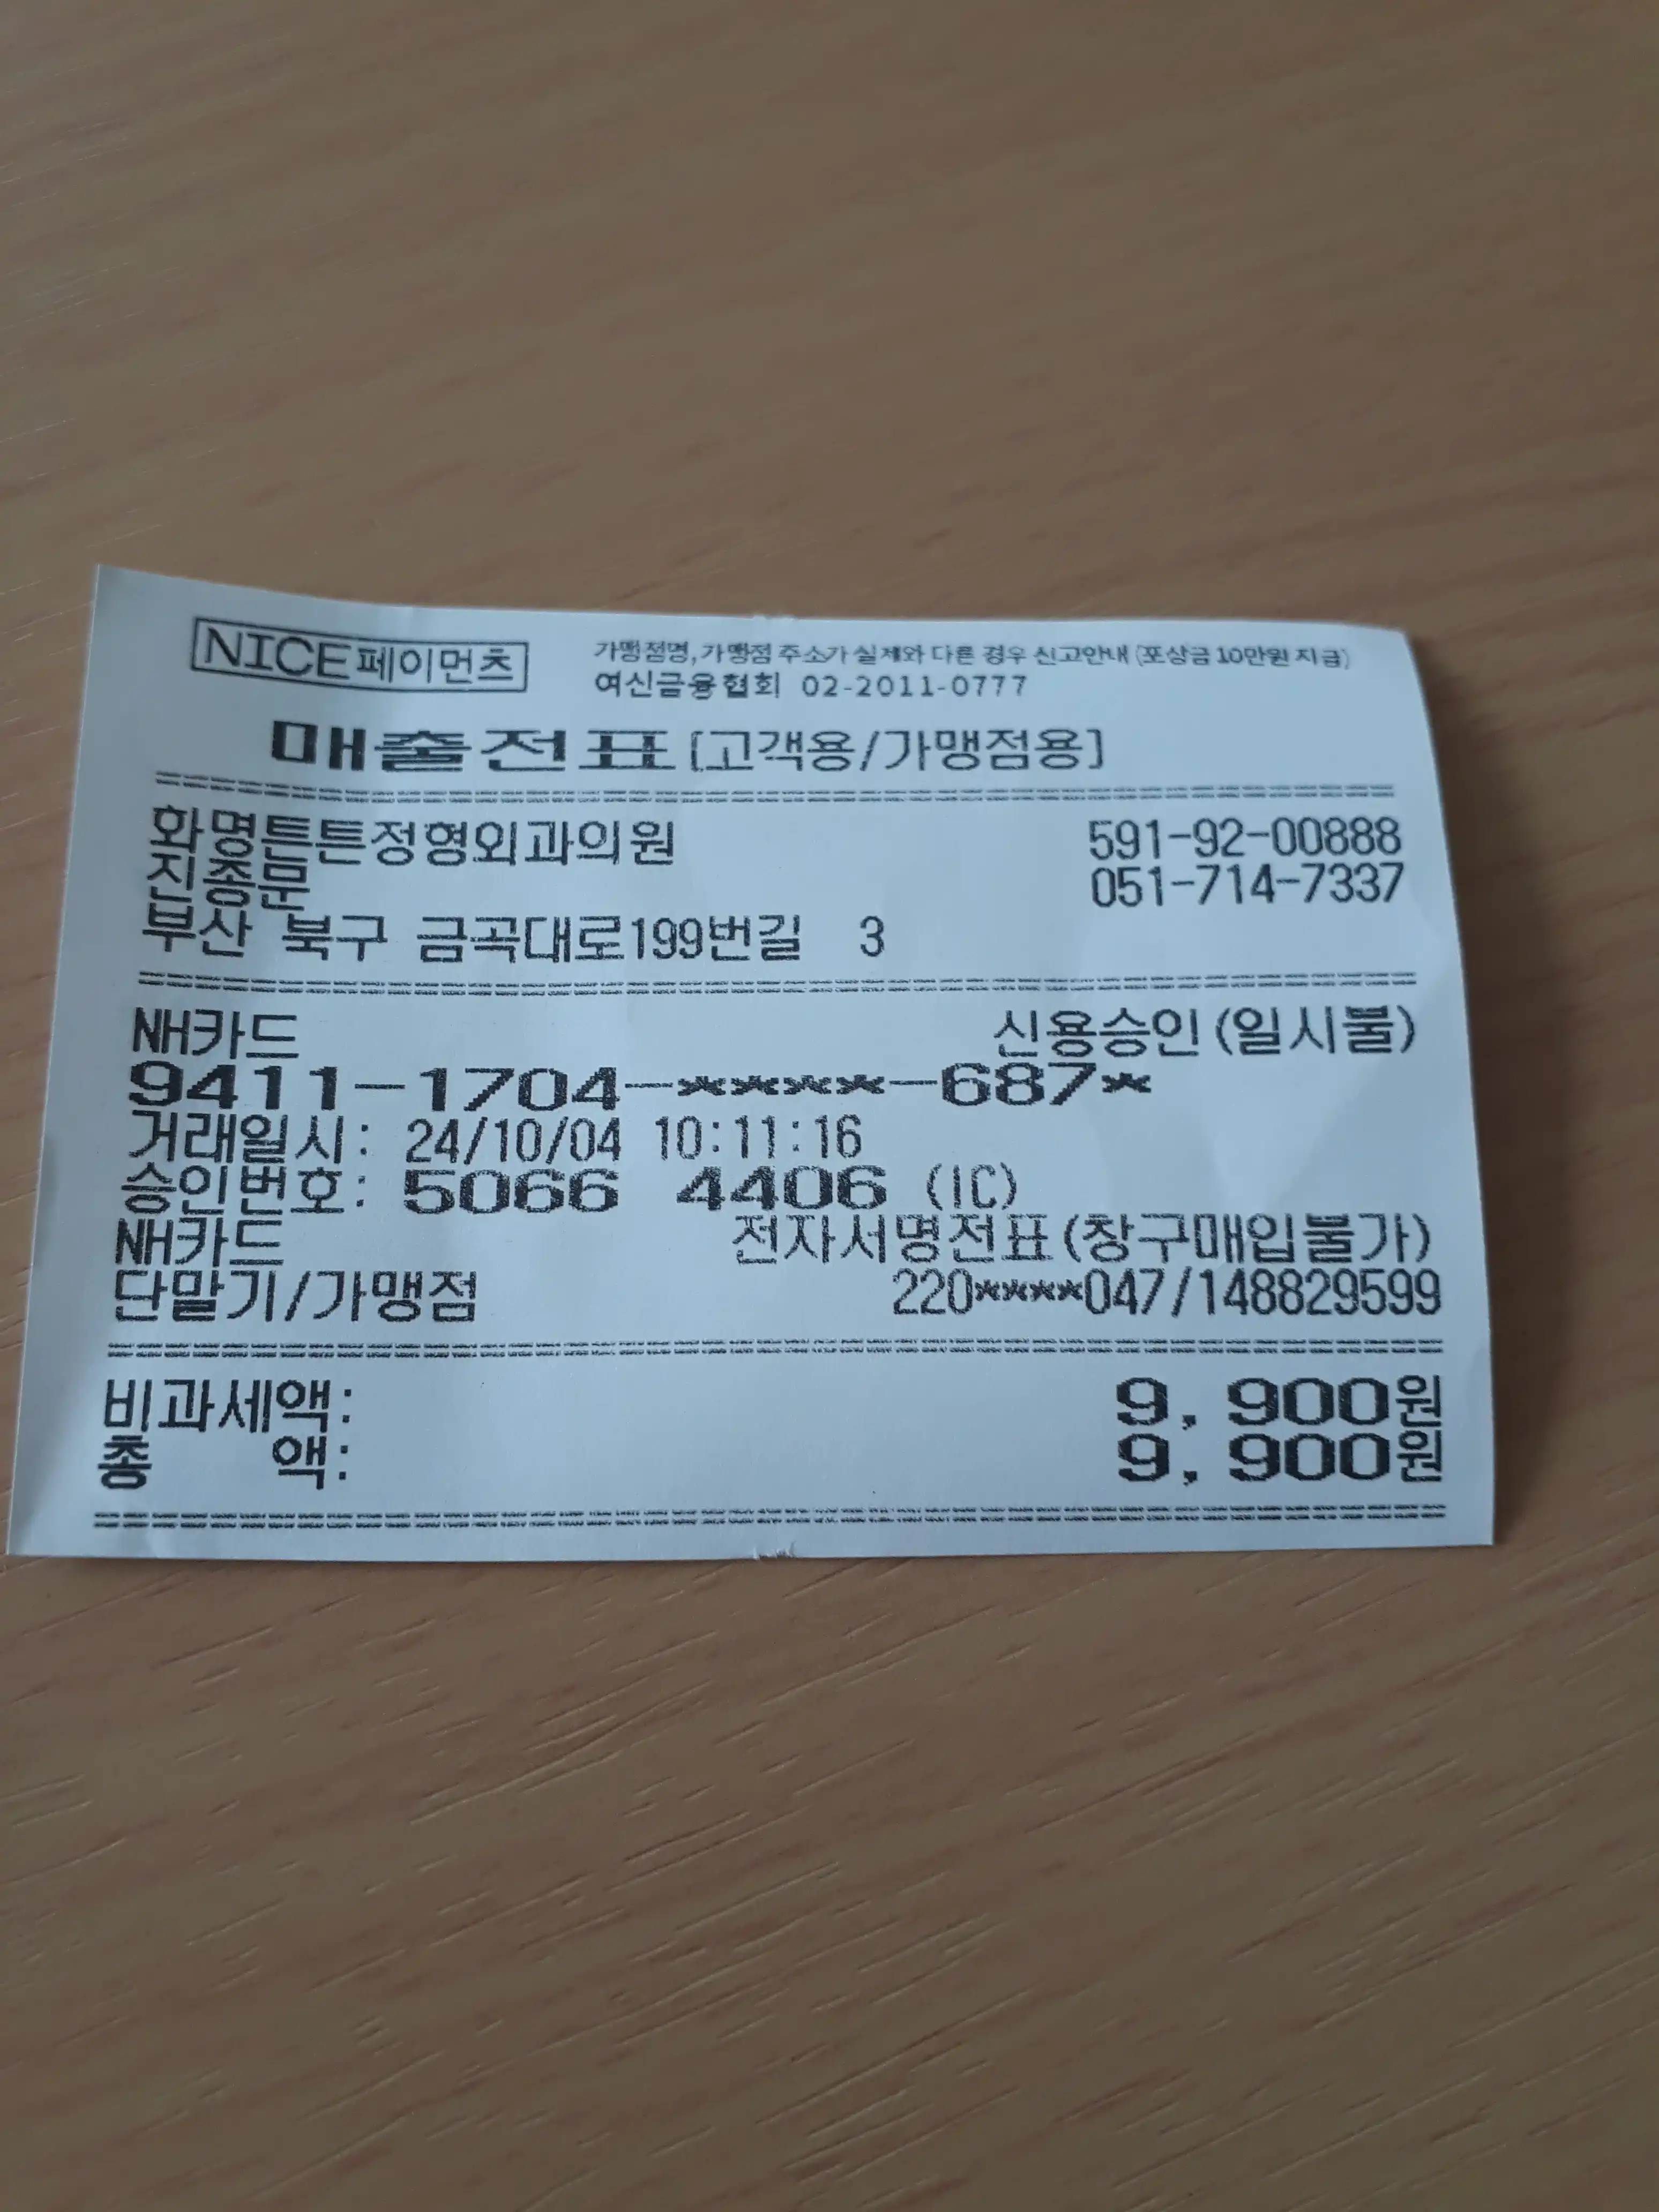 NICE페이먼츠 가맹점명,가맹점 주소가 실제와 다른 경우 신고안내 (포상금 10만원 지급)
여신금융협회 02-2011-0777
매출전표[고객용/가맹점용]
화명튼튼정형외과의원 591-92-00888
진종문 051-714-7337
부산 북구 금곡대로199번길 3
NH카드 신용승인(일시불)
9411-1704-****-687*
거래일시: 24/10/04 10:11:16
승인번호: 5066 4406 (IC)
NH카드 전자서명전표(창구매입불가)
단말기/가맹점 220****047/148829599
비과세액: 9,900원
총 액: 9,900원